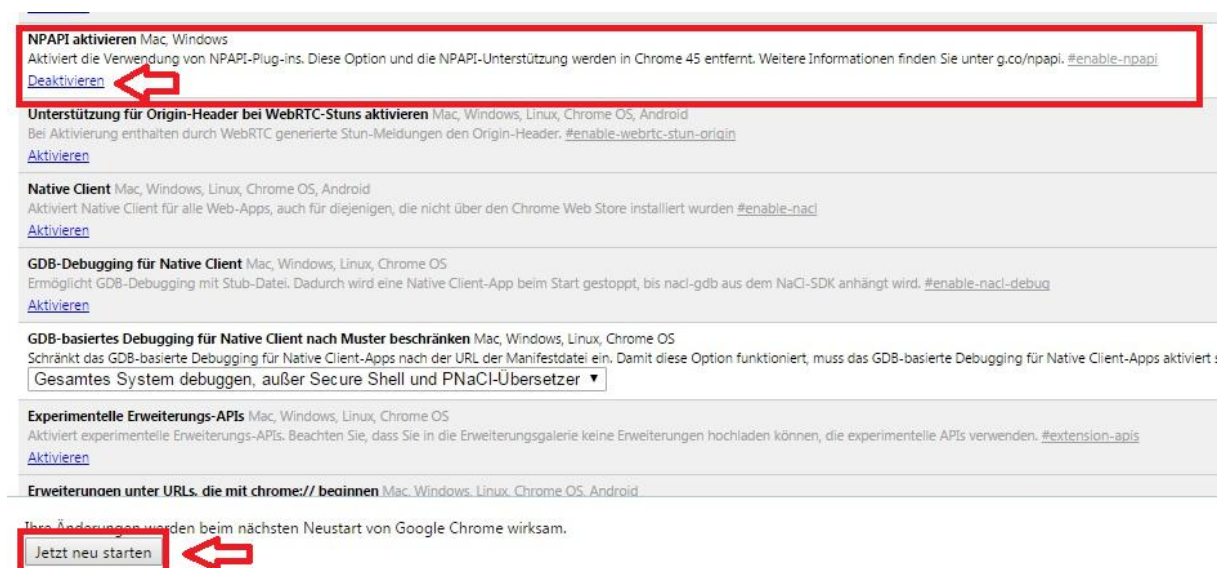 NPAPI aktivieren Mac, Windows
Aktiviert die Verwendung von NPAPI-Plug-ins. Diese Option und die NPAPI-Unterstützung werden in Chrome 45 entfernt. Weitere Informationen finden Sie unter g.co/npapi. #enable-npapi
Deaktivieren
Unterstützung für Origin-Header bei WebRTC-Stuns aktivieren Mac, Windows, Linux, Chrome OS, Android
Bei Aktivierung enthalten durch WebRTC generierte Stun-Meldungen den Origin-Header. #enable-webrtc-stun-origin
Aktivieren
Native Client Mac, Windows, Linux, Chrome OS, Android
Aktiviert Native Client für alle Web-Apps, auch für diejenigen, die nicht über den Chrome Web Store installiert wurden #enable-nacl
Aktivieren
GDB-Debugging für Native Client Mac, Windows, Linux, Chrome OS
Ermöglicht GDB-Debugging mit Stub-Datei. Dadurch wird eine Native Client-App beim Start gestoppt, bis nacl-gdb aus dem NaCl-SDK anhängt wird. #enable-nacl-debug
Aktivieren
GDB-basiertes Debugging für Native Client nach Muster beschränken Mac, Windows, Linux, Chrome OS
Schränkt das GDB-basierte Debugging für Native Client-Apps nach der URL der Manifestdatei ein. Damit diese Option funktioniert, muss das GDB-basierte Debugging für Native Client-Apps aktiviert s
Gesamtes System debuggen, außer Secure Shell und PNaCl-Übersetzer
Experimentelle Erweiterungs-APIs Mac, Windows, Linux, Chrome OS
Aktiviert experimentelle Erweiterungs-APIs. Beachten Sie, dass Sie in die Erweiterungsgalerie keine Erweiterungen hochladen können, die experimentelle APIs verwenden. #extension-apis
Aktivieren
Erweiterungen unter URLs, die mit chrome:// beginnen Mac, Windows, Linux, Chrome OS, Android
Ihre Änderungen werden beim nächsten Neustart von Google Chrome wirksam.
Jetzt neu starten